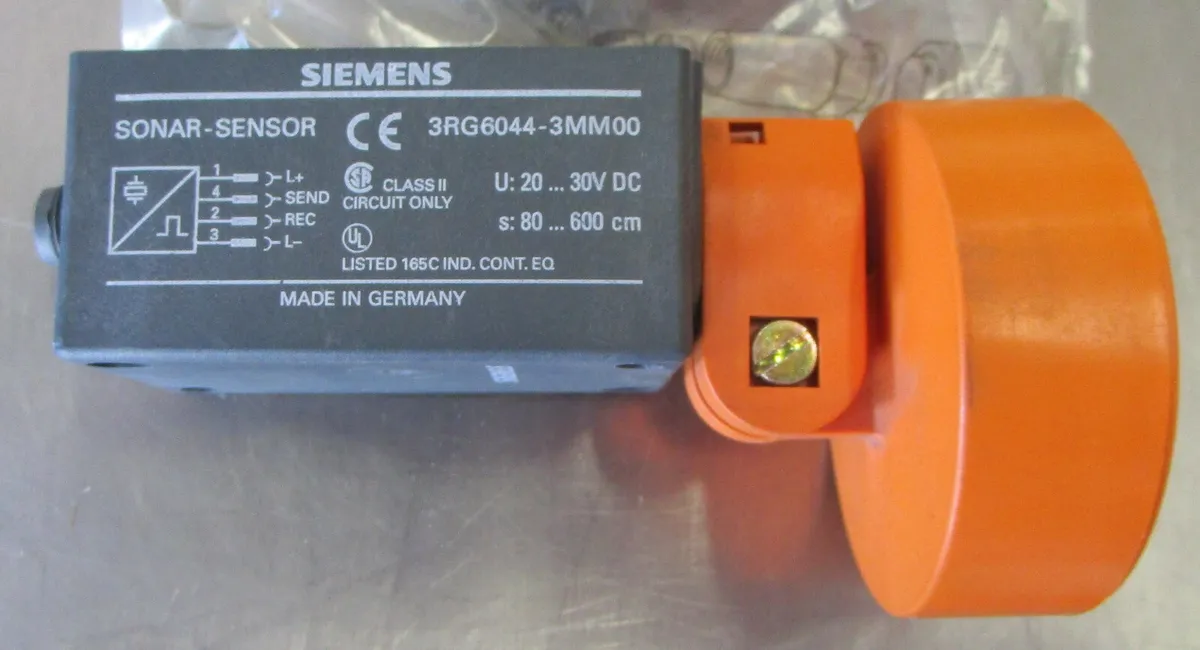 SIEMENS
SONAR-SENSOR CE 3RG6044-3MM00
1 L+
4 SEND
2 REC
3 L-
CLASS II
CIRCUIT ONLY
UL
LISTED 165C IND. CONT. EQ
U: 20 ... 30V DC
s: 80 ... 600 cm
MADE IN GERMANY